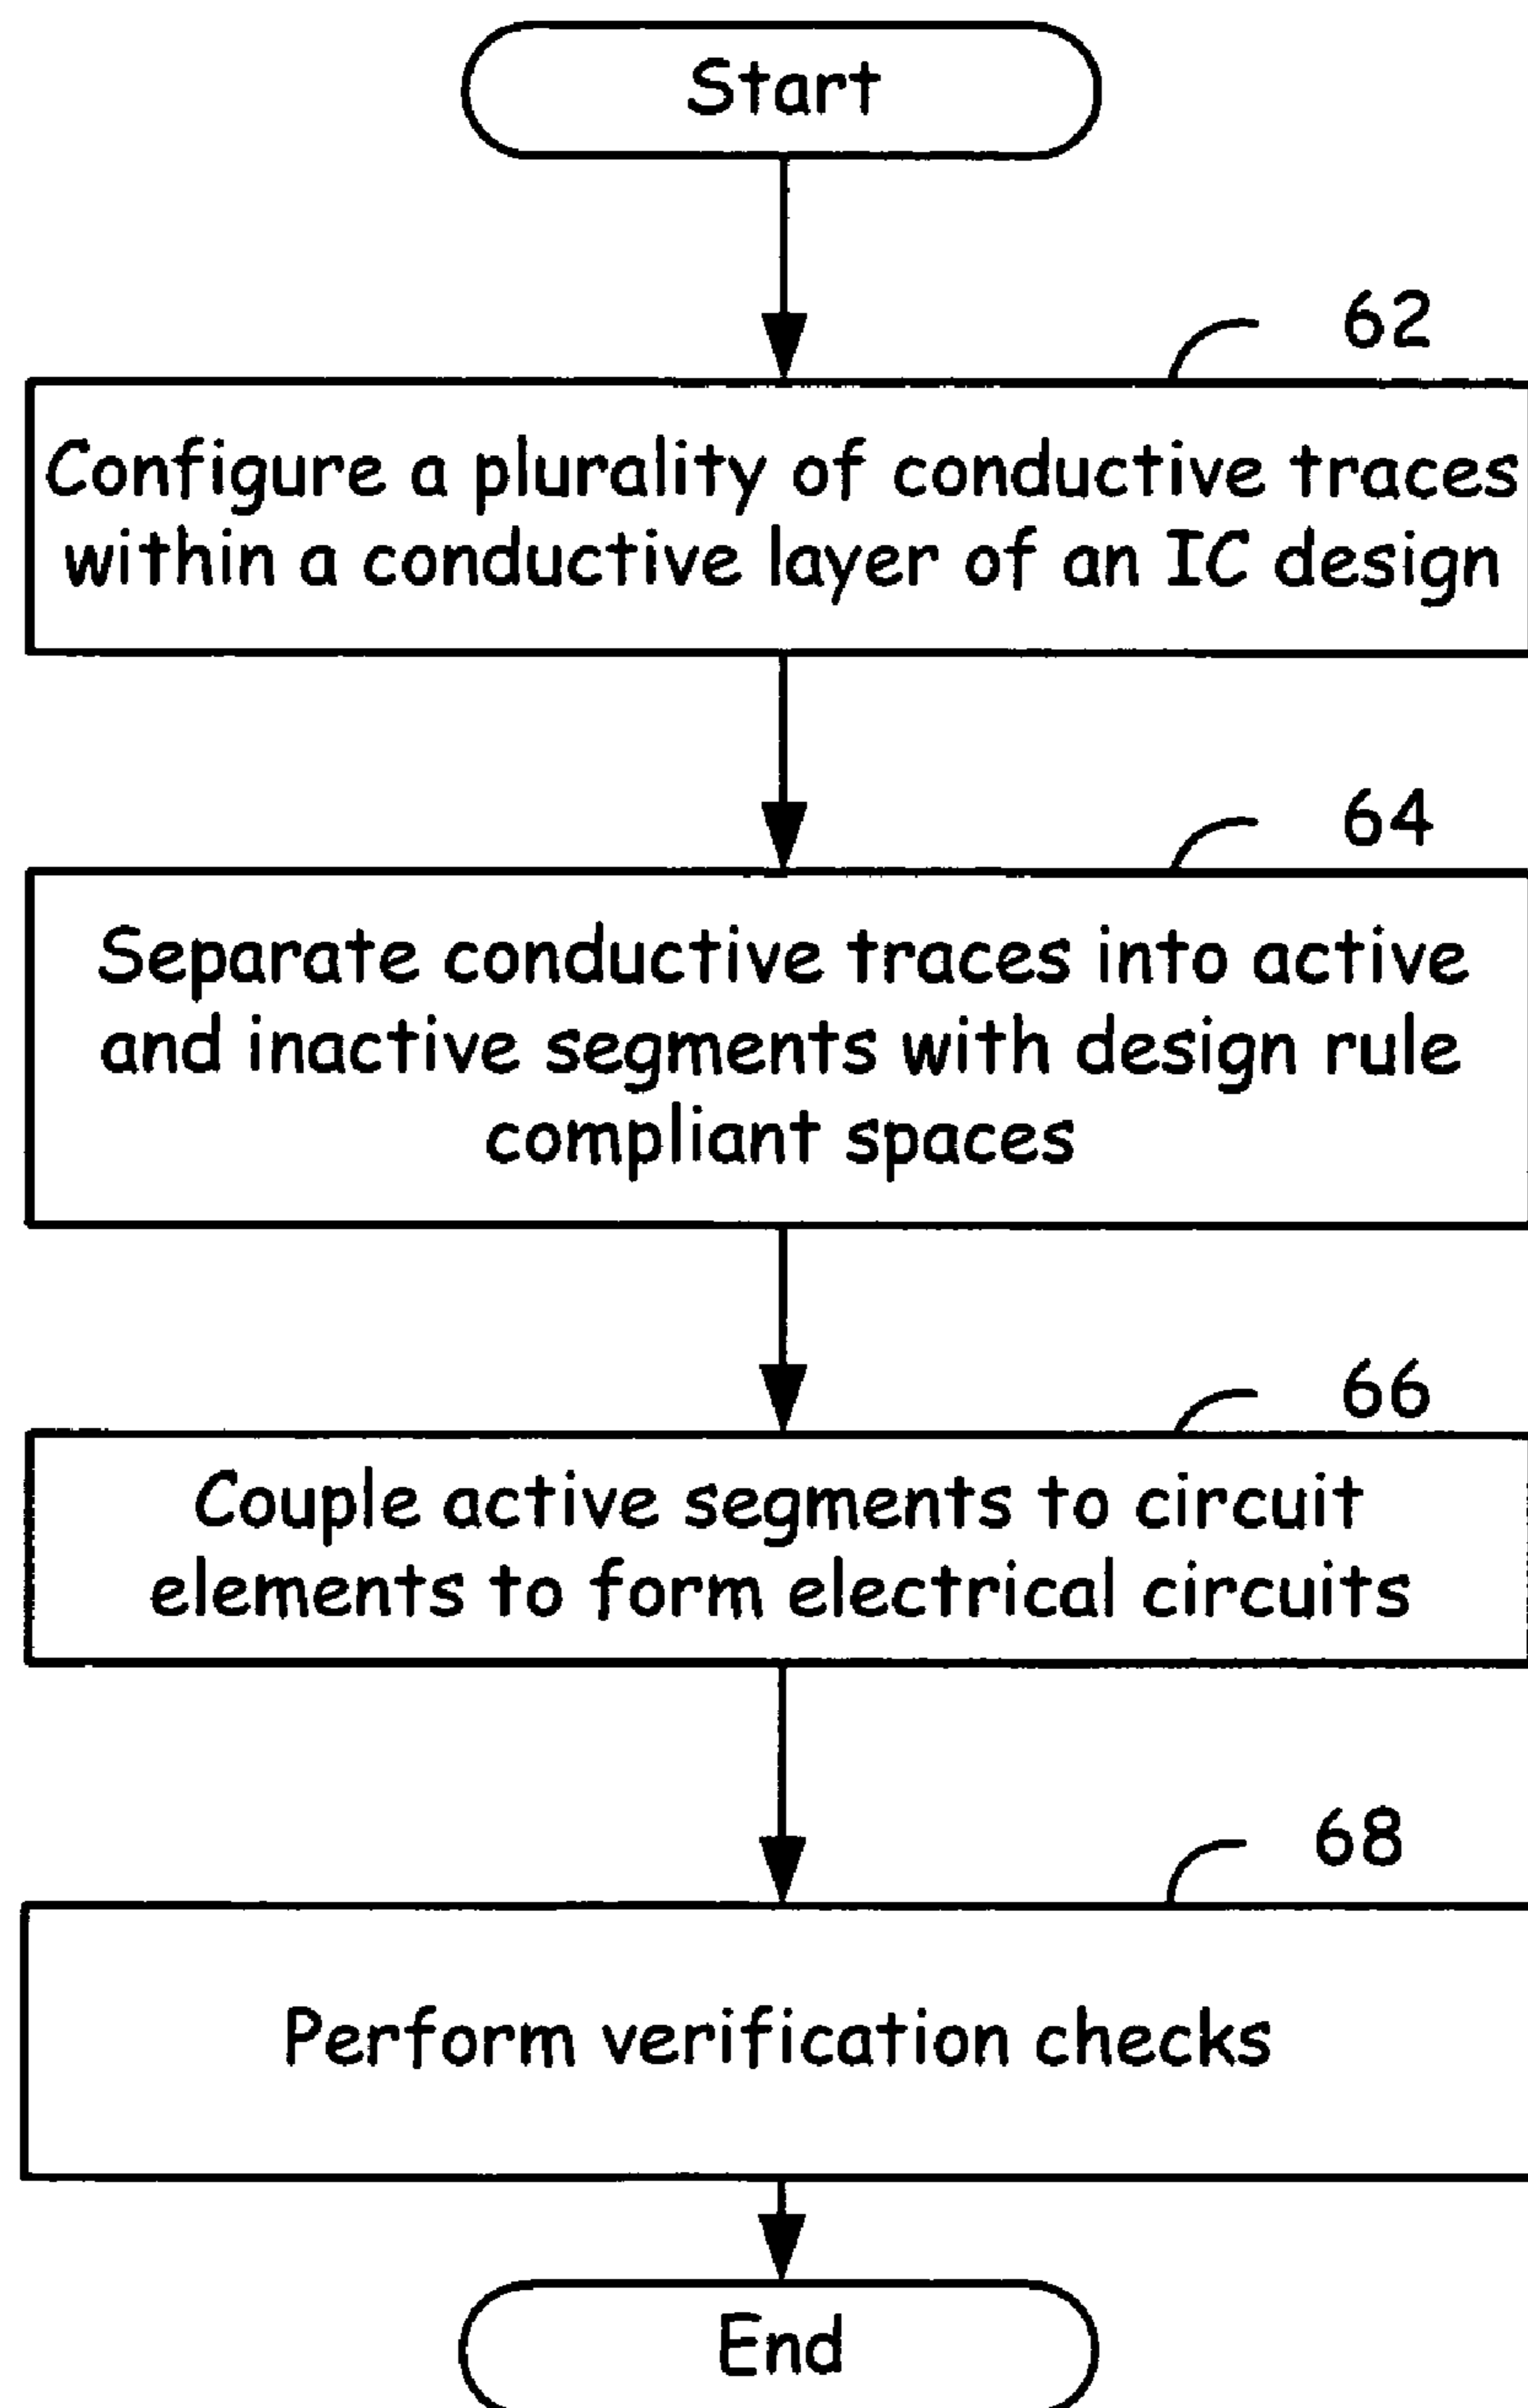 Start
62
Configure a plurality of conductive traces
within a conductive layer of an IC design
64
Separate conductive traces into active
and inactive segments with design rule
compliant spaces
66
Couple active segments to circuit
elements to form electrical circuits
68
Perform verification checks
End